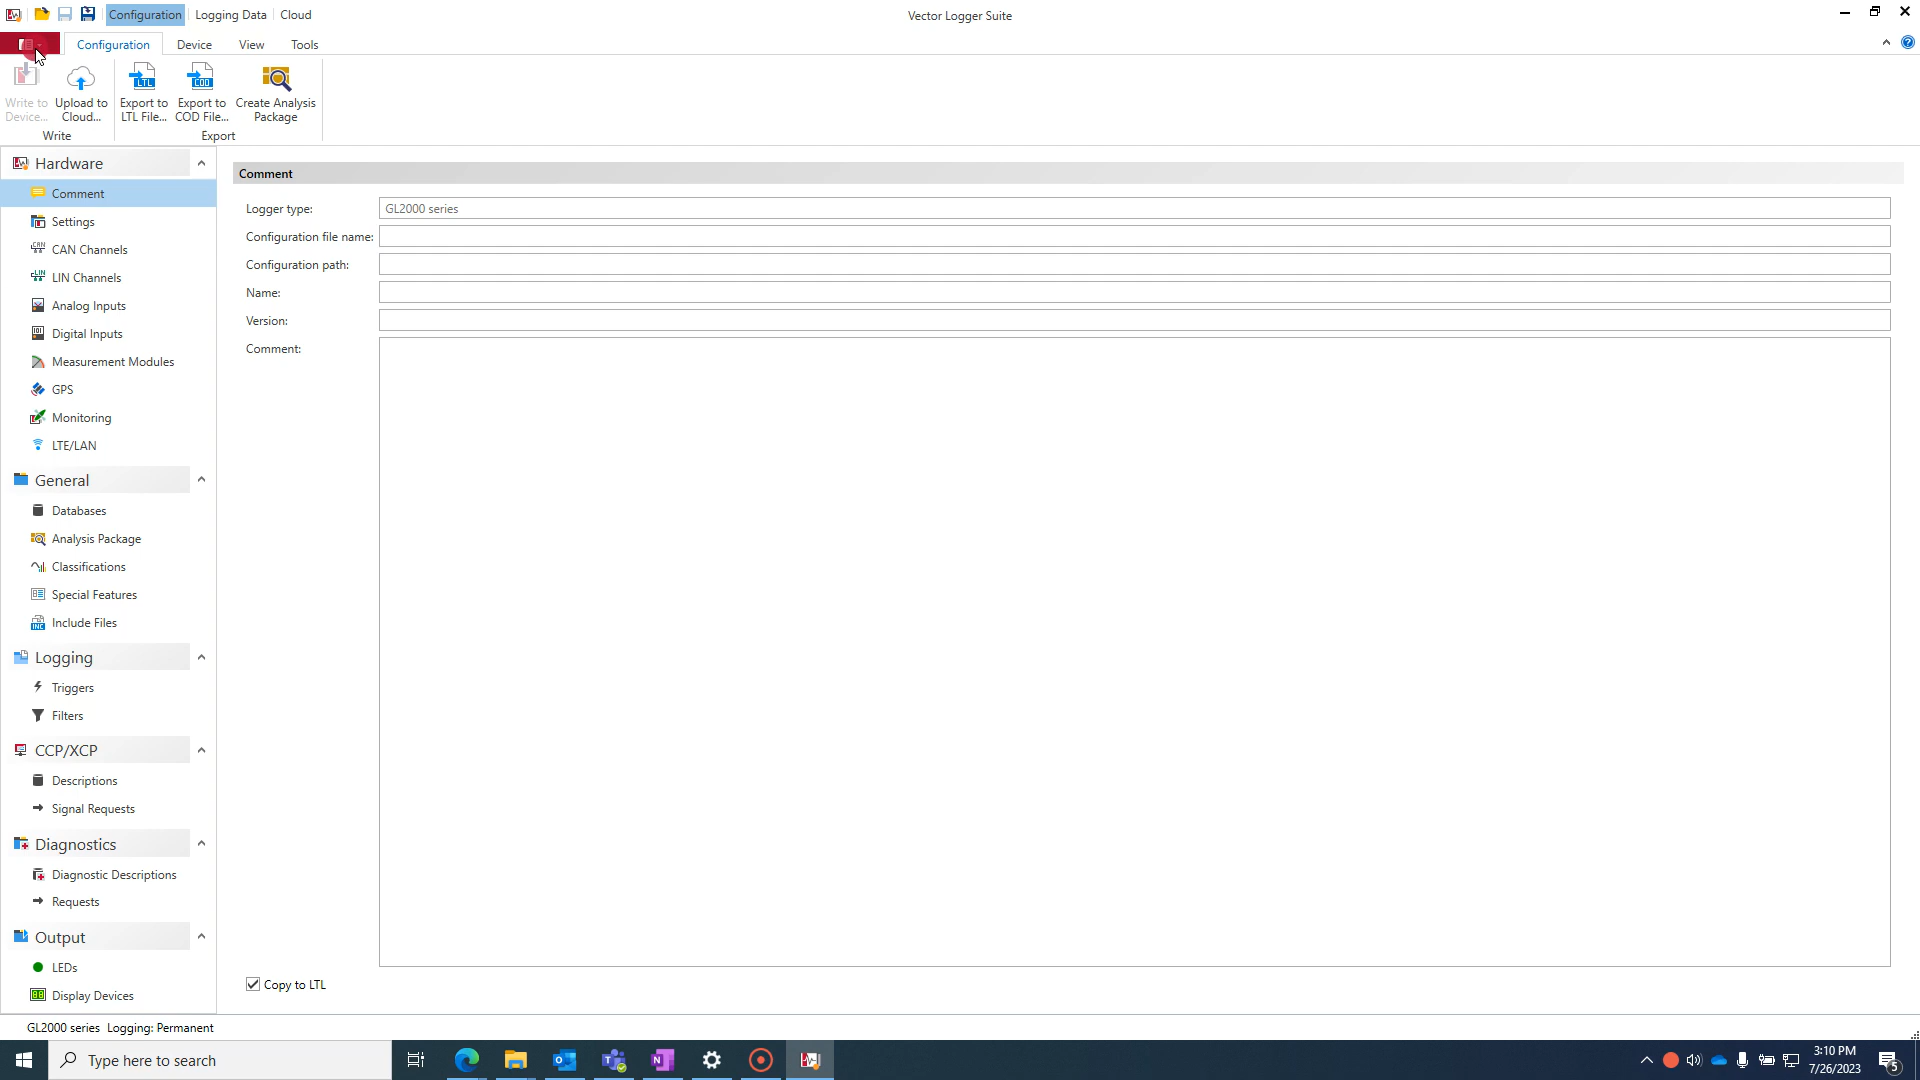 Configuration Logging Data Cloud
Vector Logger Suite
Configuration Device View Tools
Write to Device... Upload to Cloud... Export to LTL File... Export to COD File... Create Analysis Package
Write Export
Hardware
Comment
Settings
CAN Channels
LIN Channels
Analog Inputs
Digital Inputs
Measurement Modules
GPS
Monitoring
LTE/LAN
General
Databases
Analysis Package
Classifications
Special Features
Include Files
Logging
Triggers
Filters
CCP/XCP
Descriptions
Signal Requests
Diagnostics
Diagnostic Descriptions
Requests
Output
LEDs
Display Devices
Comment
Logger type: GL2000 series
Configuration file name:
Configuration path:
Name:
Version:
Comment:
Copy to LTL
GL2000 series Logging: Permanent
Type here to search
3:10 PM
7/26/2023
5